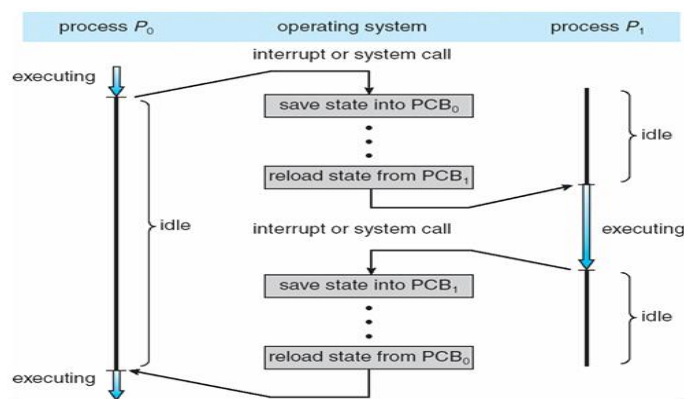 process P₀ operating system process P₁
interrupt or system call
executing
save state into PCB₀
idle
reload state from PCB₁
idle
interrupt or system call
executing
save state into PCB₁
idle
reload state from PCB₀
executing